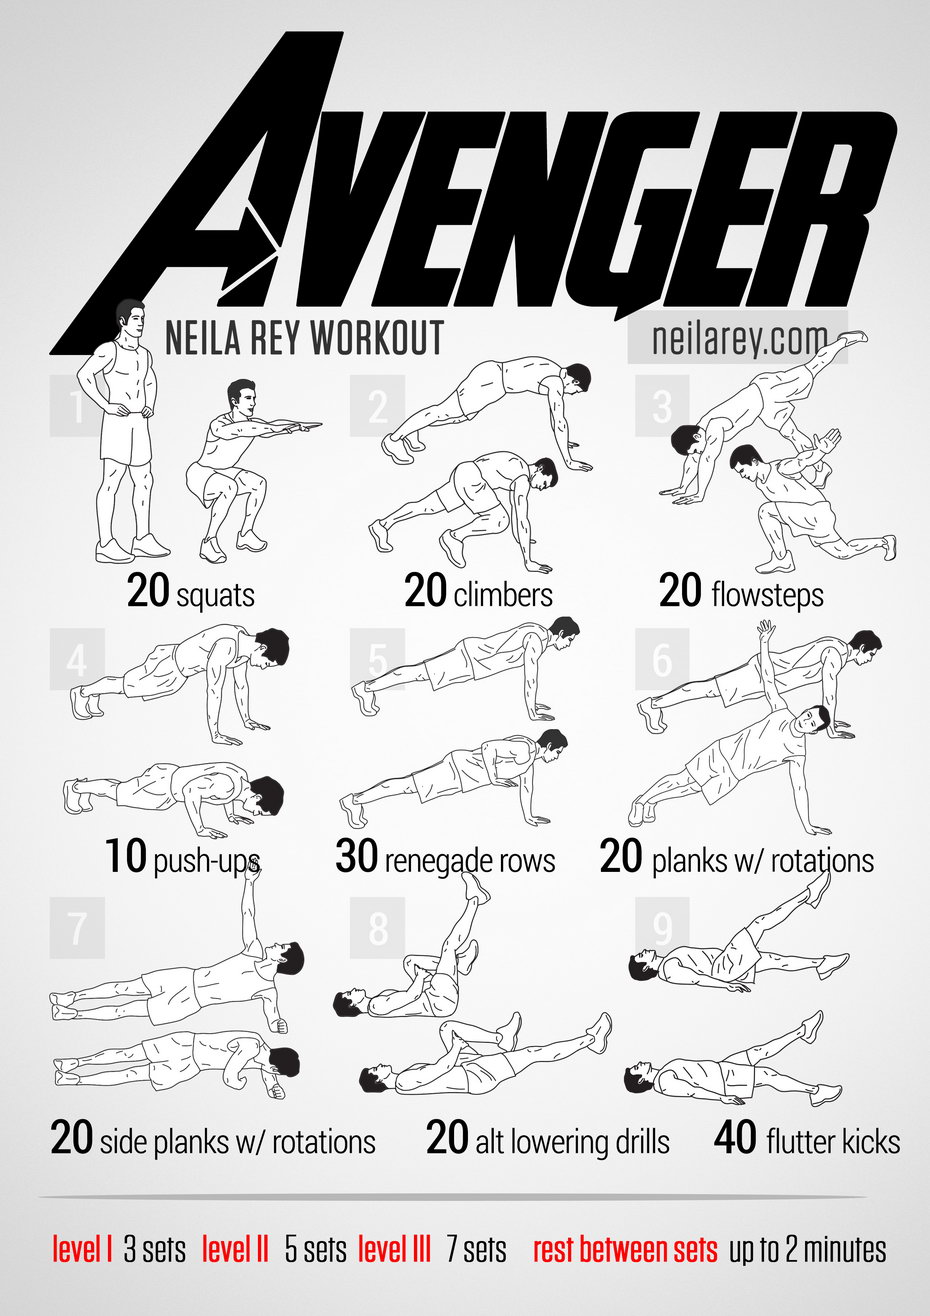 AVENGER
NEILA REY WORKOUT
neilarey.com
1
2
3
20 squats
20 climbers
20 flowsteps
4
5
6
10 push-ups
30 renegade rows
20 planks w/ rotations
7
8
9
20 side planks w/ rotations
20 alt lowering drills
40 flutter kicks
level I 3 sets level II 5 sets level III 7 sets rest between sets up to 2 minutes